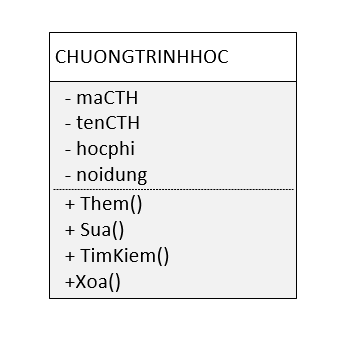 CHUONGTRINHHOC
- maCTH
- tenCTH
- hocphi
- noidung
+ Them()
+ Sua()
+ TimKiem()
+Xoa()